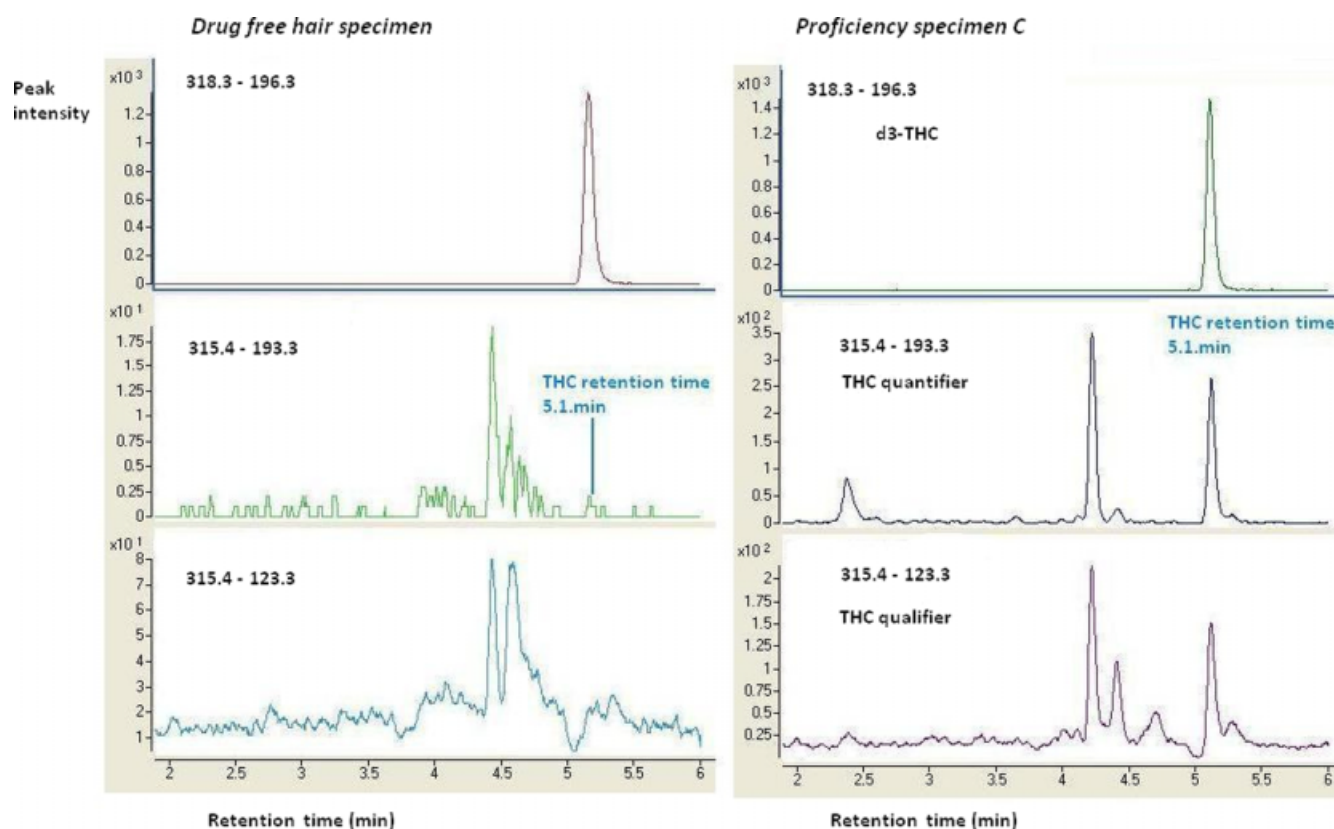 Drug free hair specimen
Proficiency specimen C
Peak
intensity
x10 3
318.3 - 196.3
1.2
1
0.8
0.6
0.4
0.2
0
x10 1
315.4 - 193.3
THC retention time
5.1.min
1.75
1.5
1.25
1
0.75
0.5
0.25
0
x10 1
315.4 - 123.3
8
7
6
5
4
3
2
1
2 2.5 3 3.5 4 4.5 5 5.5 6
Retention time (min)
x10 3
318.3 - 196.3
d3-THC
1.4
1.2
1
0.8
0.6
0.4
0.2
0
x10 2
THC retention time
5.1.min
315.4 - 193.3
THC quantifier
3.5
3
2.5
2
1.5
1
0.5
0
x10 2
315.4 - 123.3
THC qualifier
2
1.75
1.5
1.25
1
0.75
0.5
0.25
2 2.5 3 3.5 4 4.5 5 5.5 6
Retention time (min)